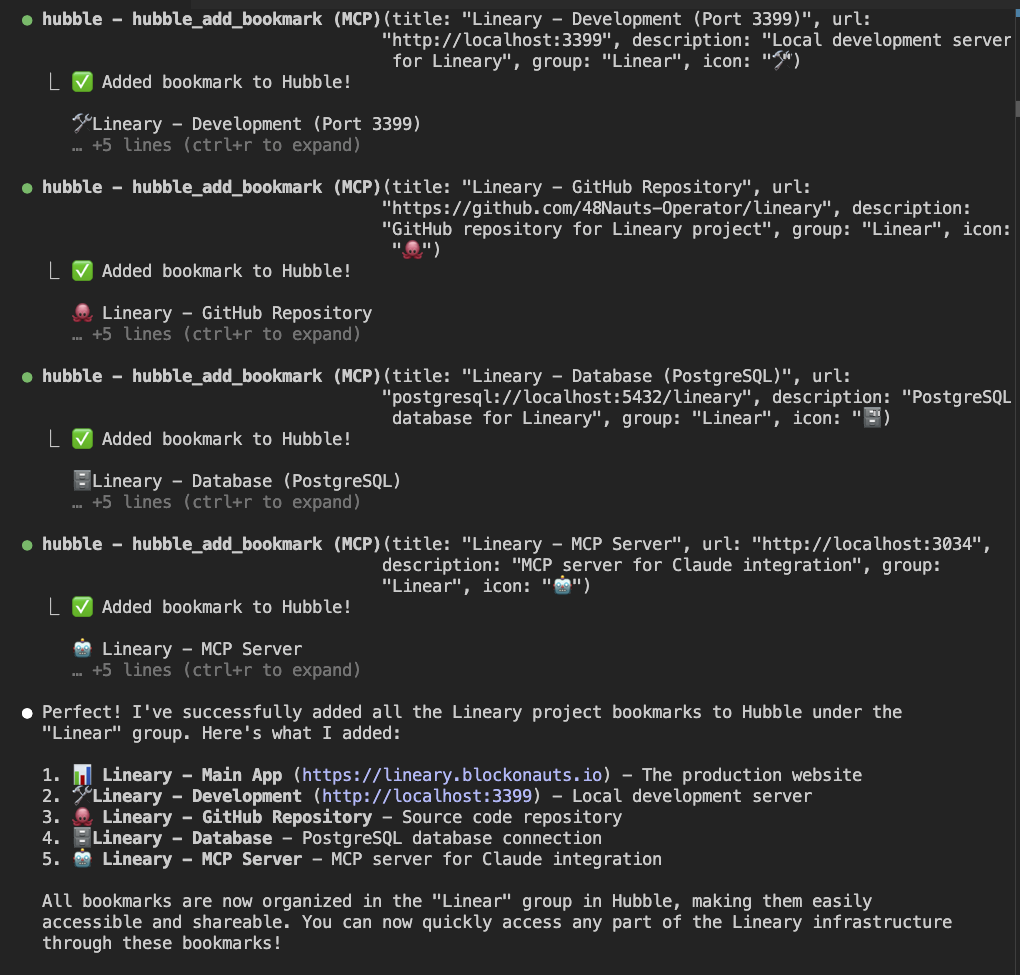 ● hubble – hubble_add_bookmark (MCP)(title: "Lineary – Development (Port 3399)", url:
"http://localhost:3399", description: "Local development server
for Lineary", group: "Linear", icon: "🛠️)
⎿ ✅ Added bookmark to Hubble!
🛠️Lineary – Development (Port 3399)
… +5 lines (ctrl+r to expand)
● hubble – hubble_add_bookmark (MCP)(title: "Lineary – GitHub Repository", url:
"https://github.com/48Nauts-Operator/lineary", description:
"GitHub repository for Lineary project", group: "Linear", icon:
"🐙")
⎿ ✅ Added bookmark to Hubble!
🐙 Lineary – GitHub Repository
… +5 lines (ctrl+r to expand)
● hubble – hubble_add_bookmark (MCP)(title: "Lineary – Database (PostgreSQL)", url:
"postgresql://localhost:5432/lineary", description: "PostgreSQL
database for Lineary", group: "Linear", icon: "🗄️)
⎿ ✅ Added bookmark to Hubble!
🗄️Lineary – Database (PostgreSQL)
… +5 lines (ctrl+r to expand)
● hubble – hubble_add_bookmark (MCP)(title: "Lineary – MCP Server", url: "http://localhost:3034",
description: "MCP server for Claude integration", group:
"Linear", icon: "🤖")
⎿ ✅ Added bookmark to Hubble!
🤖 Lineary – MCP Server
… +5 lines (ctrl+r to expand)
● Perfect! I've successfully added all the Lineary project bookmarks to Hubble under the
"Linear" group. Here's what I added:
1. 📊 Lineary – Main App (https://lineary.blockonauts.io) – The production website
2. 🛠️Lineary – Development (http://localhost:3399) – Local development server
3. 🐙 Lineary – GitHub Repository – Source code repository
4. 🗄️Lineary – Database – PostgreSQL database connection
5. 🤖 Lineary – MCP Server – MCP server for Claude integration
All bookmarks are now organized in the "Linear" group in Hubble, making them easily
accessible and shareable. You can now quickly access any part of the Lineary infrastructure
through these bookmarks!